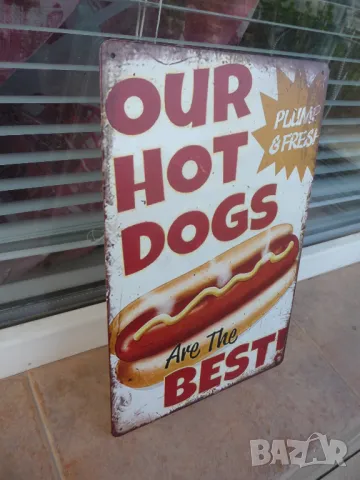 OUR
HOT
DOGS
PLUMP
& FRESH
Are The
BEST!
BAZAR